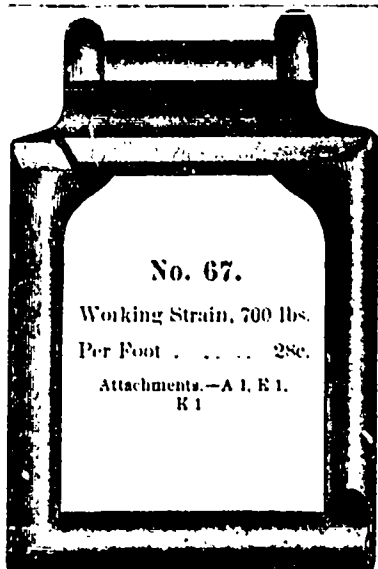 No. 67.
Working Strain, 700 lbs.
Per Foot . .. .. 28c.
Attachments.—A 1, E 1,
K 1